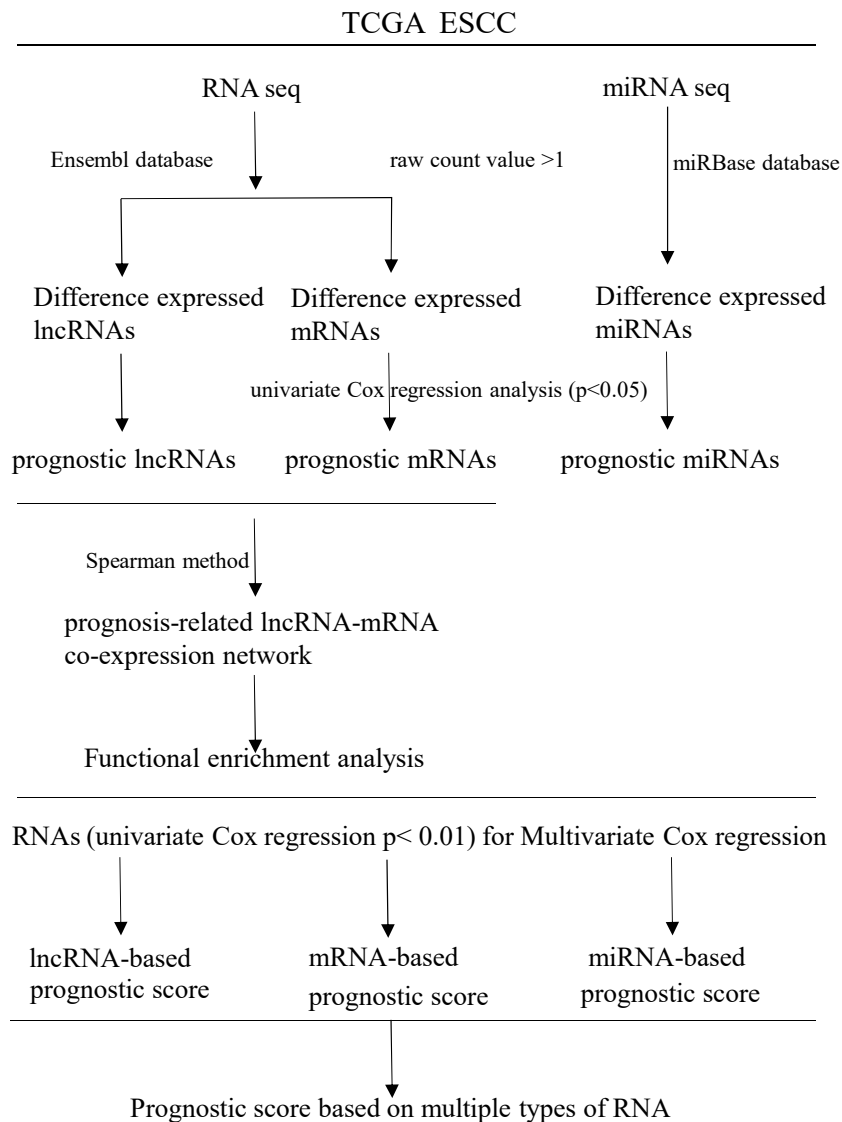 TCGA ESCC
RNA seq
miRNA seq
Ensembl database
raw count value >1
miRBase database
Difference expressed
lncRNAs
Difference expressed
mRNAs
Difference expressed
miRNAs
univariate Cox regression analysis (p<0.05)
prognostic lncRNAs
prognostic mRNAs
prognostic miRNAs
Spearman method
prognosis-related lncRNA-mRNA
co-expression network
Functional enrichment analysis
RNAs (univariate Cox regression p< 0.01) for Multivariate Cox regression
lncRNA-based
prognostic score
mRNA-based
prognostic score
miRNA-based
prognostic score
Prognostic score based on multiple types of RNA